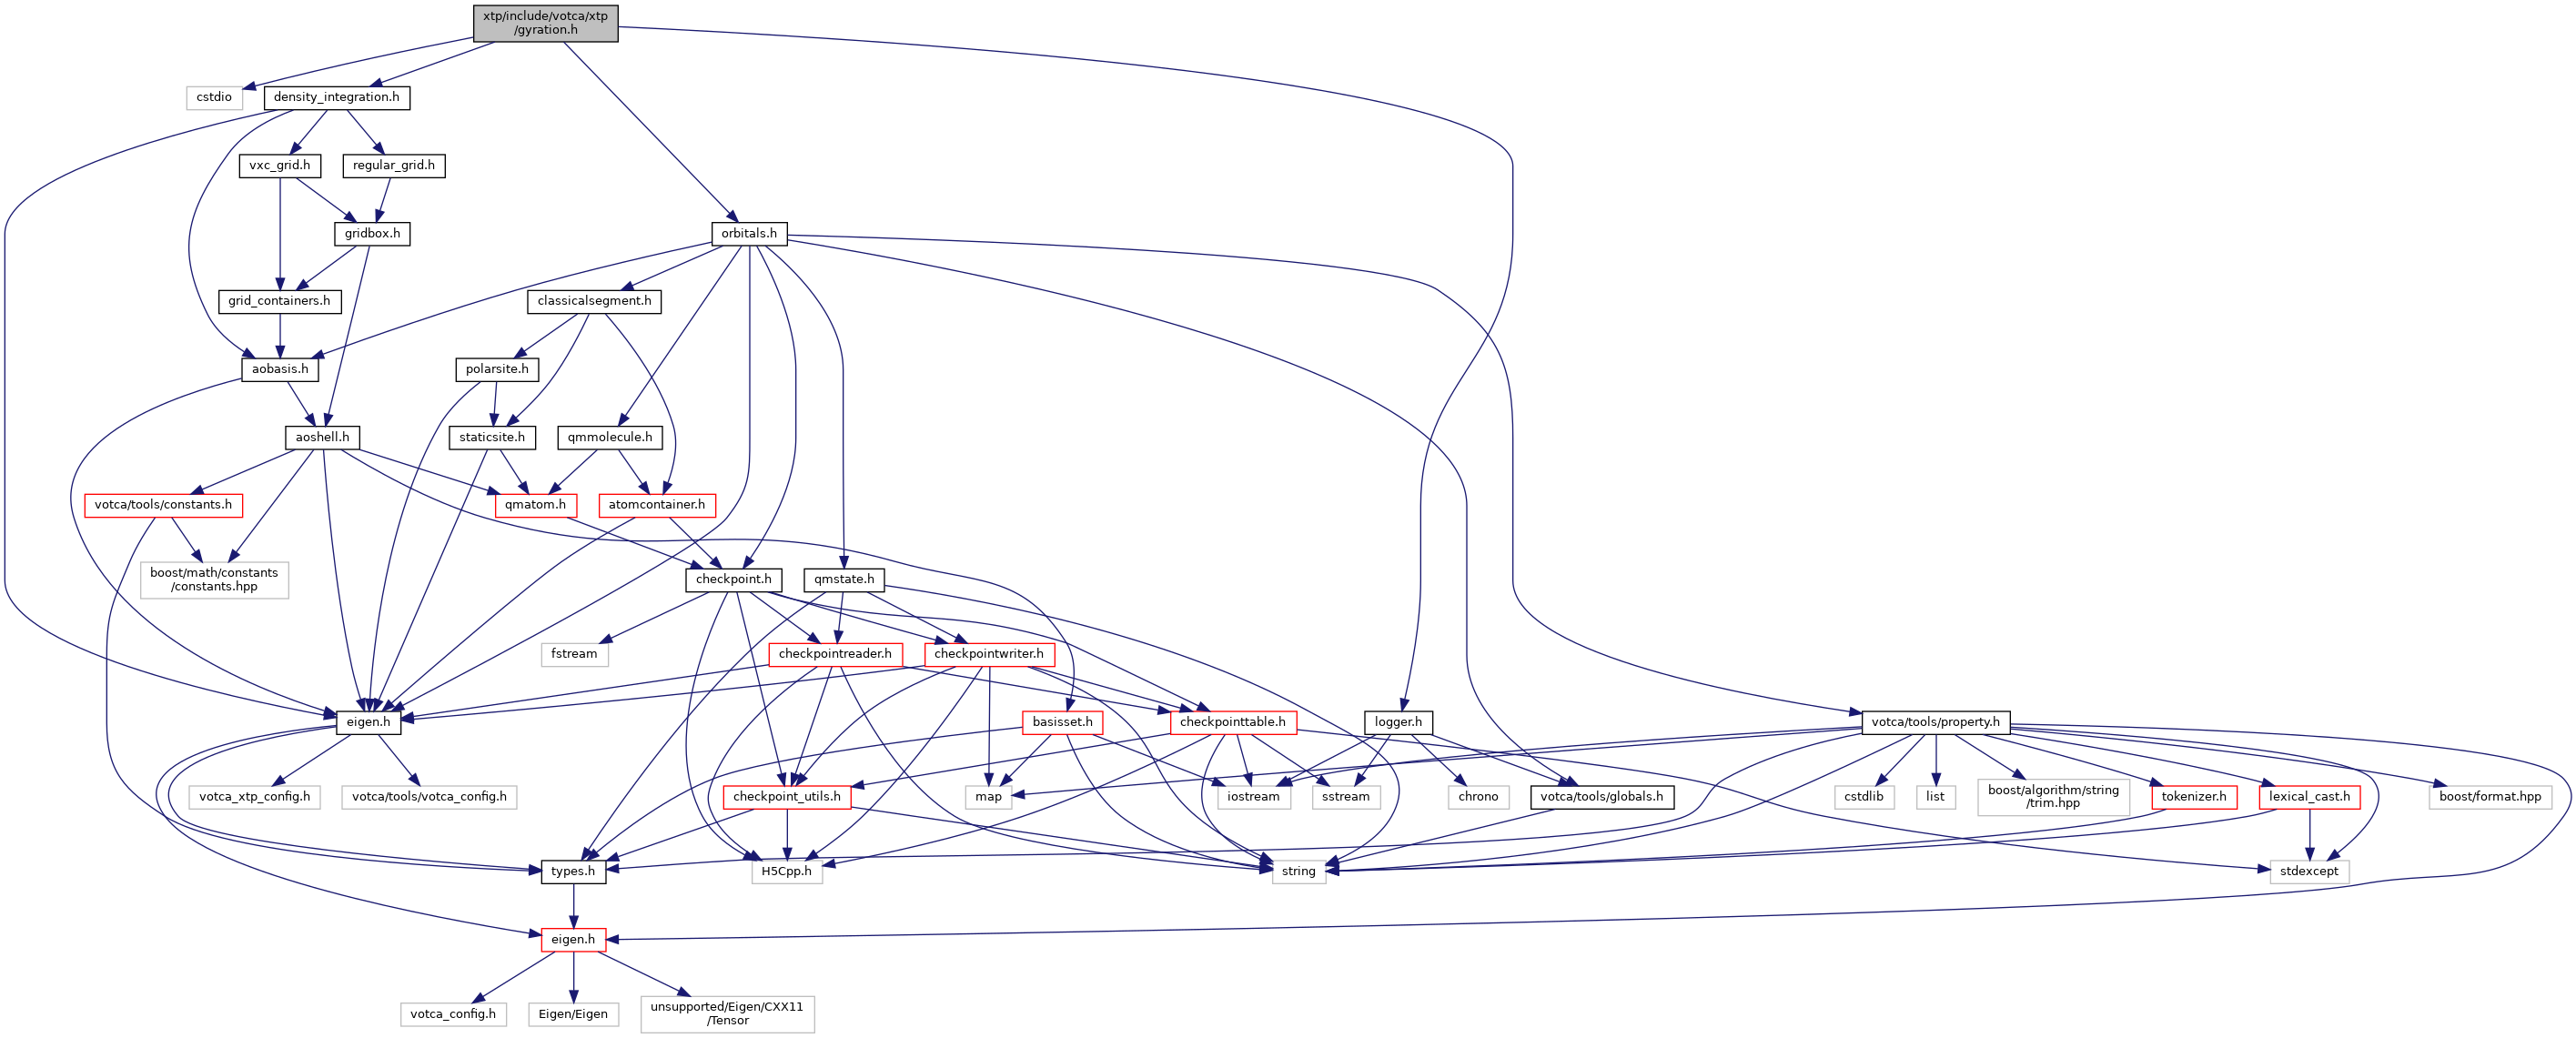 xtp/include/votca/xtp
/gyration.h
cstdio
density_integration.h
vxc_grid.h
regular_grid.h
gridbox.h
orbitals.h
grid_containers.h
classicalsegment.h
aobasis.h
polarsite.h
aoshell.h
staticsite.h
qmmolecule.h
votca/tools/constants.h
qmatom.h
atomcontainer.h
boost/math/constants
/constants.hpp
checkpoint.h
qmstate.h
fstream
checkpointreader.h
checkpointwriter.h
eigen.h
basisset.h
checkpointtable.h
logger.h
votca/tools/property.h
votca_xtp_config.h
votca/tools/votca_config.h
checkpoint_utils.h
map
iostream
sstream
chrono
votca/tools/globals.h
cstdlib
list
boost/algorithm/string
/trim.hpp
tokenizer.h
lexical_cast.h
boost/format.hpp
types.h
H5Cpp.h
string
stdexcept
eigen.h
votca_config.h
Eigen/Eigen
unsupported/Eigen/CXX11
/Tensor